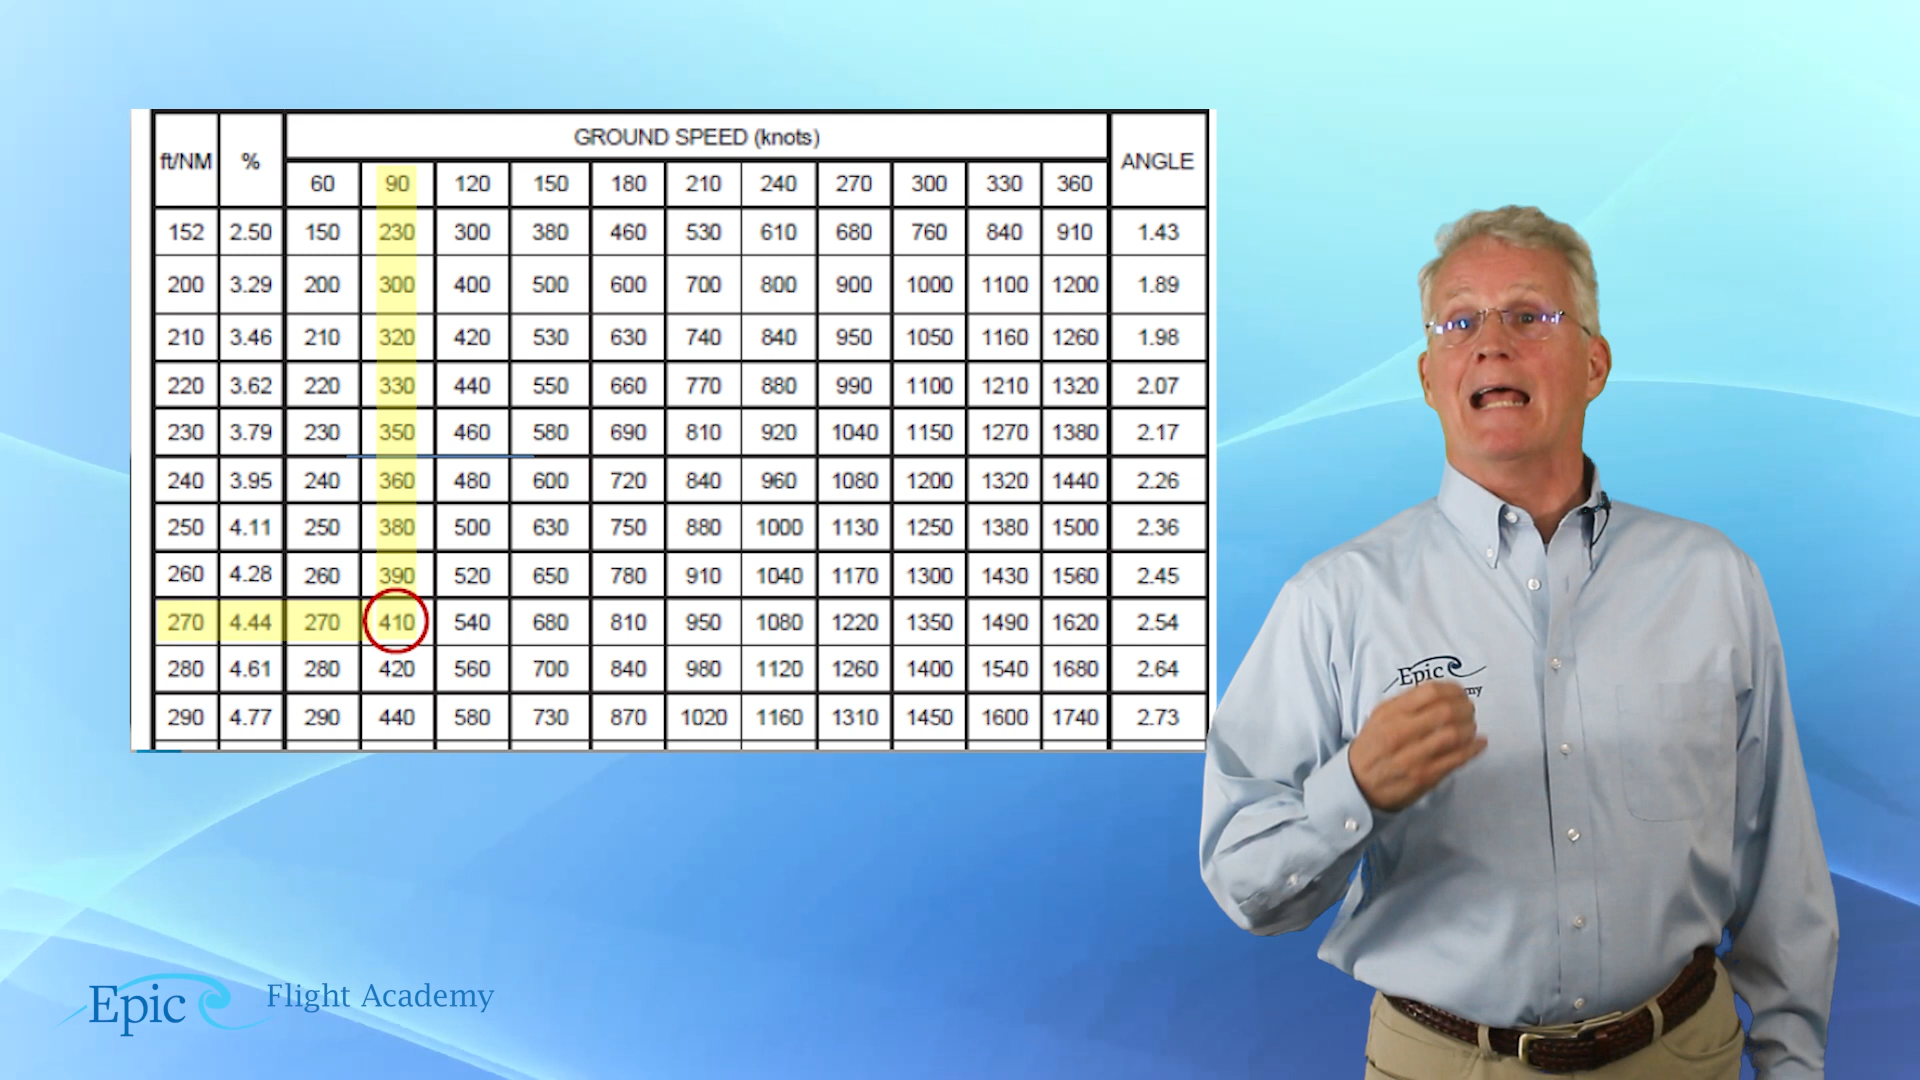 GROUND SPEED (knots)
ft/NM % ANGLE
60 90 120 150 180 210 240 270 300 330 360
152 2.50 150 230 300 380 460 530 610 680 760 840 910 1.43
200 3.29 200 300 400 500 600 700 800 900 1000 1100 1200 1.89
210 3.46 210 320 420 530 630 740 840 950 1050 1160 1260 1.98
220 3.62 220 330 440 550 660 770 880 990 1100 1210 1320 2.07
230 3.79 230 350 460 580 690 810 920 1040 1150 1270 1380 2.17
240 3.95 240 360 480 600 720 840 960 1080 1200 1320 1440 2.26
250 4.11 250 380 500 630 750 880 1000 1130 1250 1380 1500 2.36
260 4.28 260 390 520 650 780 910 1040 1170 1300 1430 1560 2.45
270 4.44 270 410 540 680 810 950 1080 1220 1350 1490 1620 2.54
280 4.61 280 420 560 700 840 980 1120 1260 1400 1540 1680 2.64
290 4.77 290 440 580 730 870 1020 1160 1310 1450 1600 1740 2.73
Epic
Epic Flight Academy